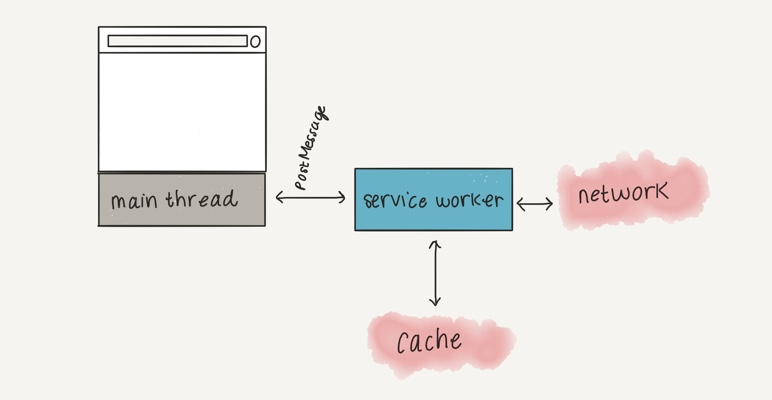 PostMessage
main thread
service worker
network
Cache